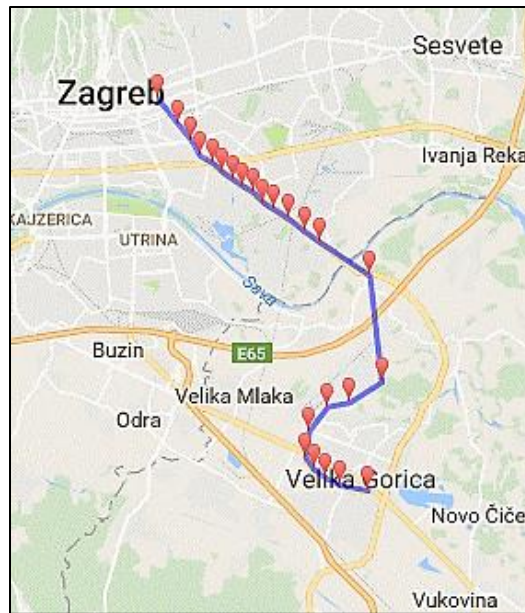 Sesvete
Zagreb
Ivanja Reka
KAJZERICA
UTRINA
Sava
Buzin
E65
Velika Mlaka
Odra
Velika Gorica
Novo Čiče
Vukovina